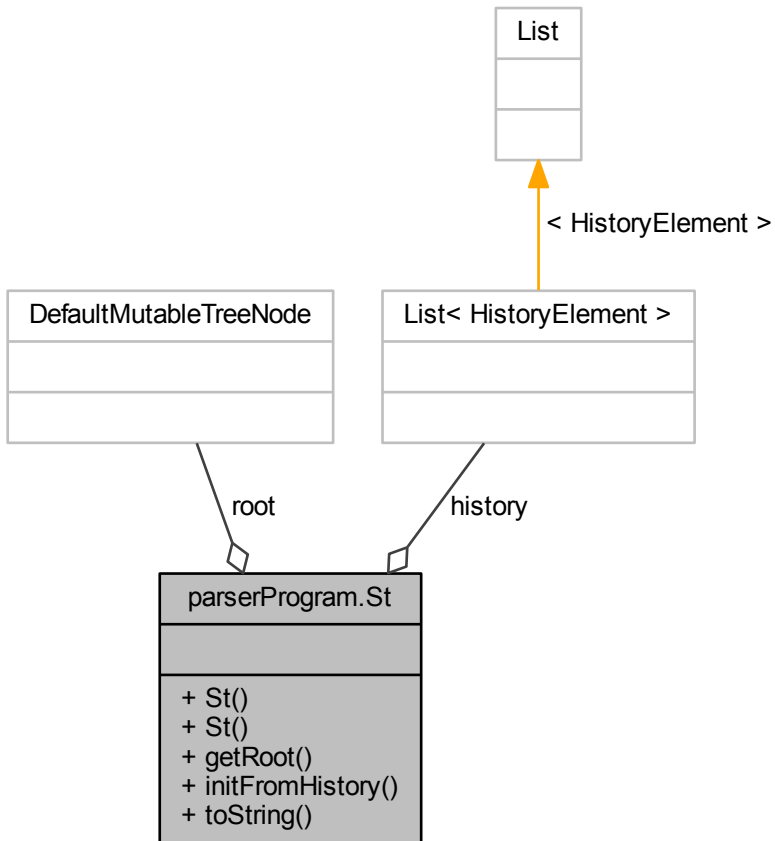 List
< HistoryElement >
DefaultMutableTreeNode
List< HistoryElement >
root
history
parserProgram.St
+ St()
+ St()
+ getRoot()
+ initFromHistory()
+ toString()